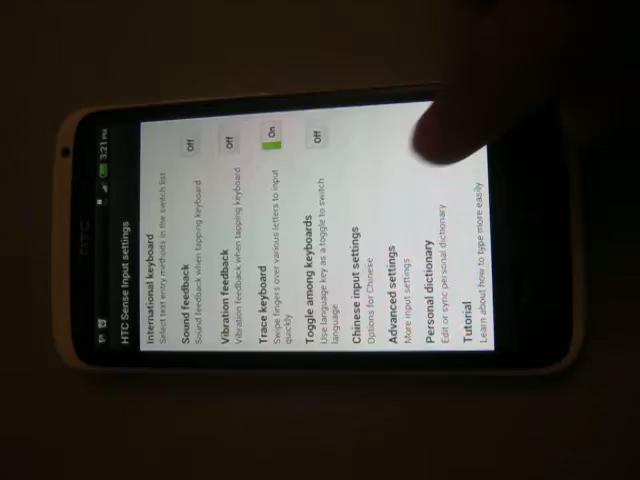 hTC
3:21 PM
HTC Sense Input settings
International keyboard
Select text entry methods in the switch list
Sound feedback
Sound feedback when tapping keyboard
Off
Vibration feedback
Vibration feedback when tapping keyboard
Off
Trace keyboard
Swipe fingers over various letters to input
quickly
On
Toggle among keyboards
Use language key as a toggle to switch
language
Off
Chinese input settings
Options for Chinese
Advanced settings
More input settings
Personal dictionary
Edit or sync personal dictionary
Tutorial
Learn about how to type more easily